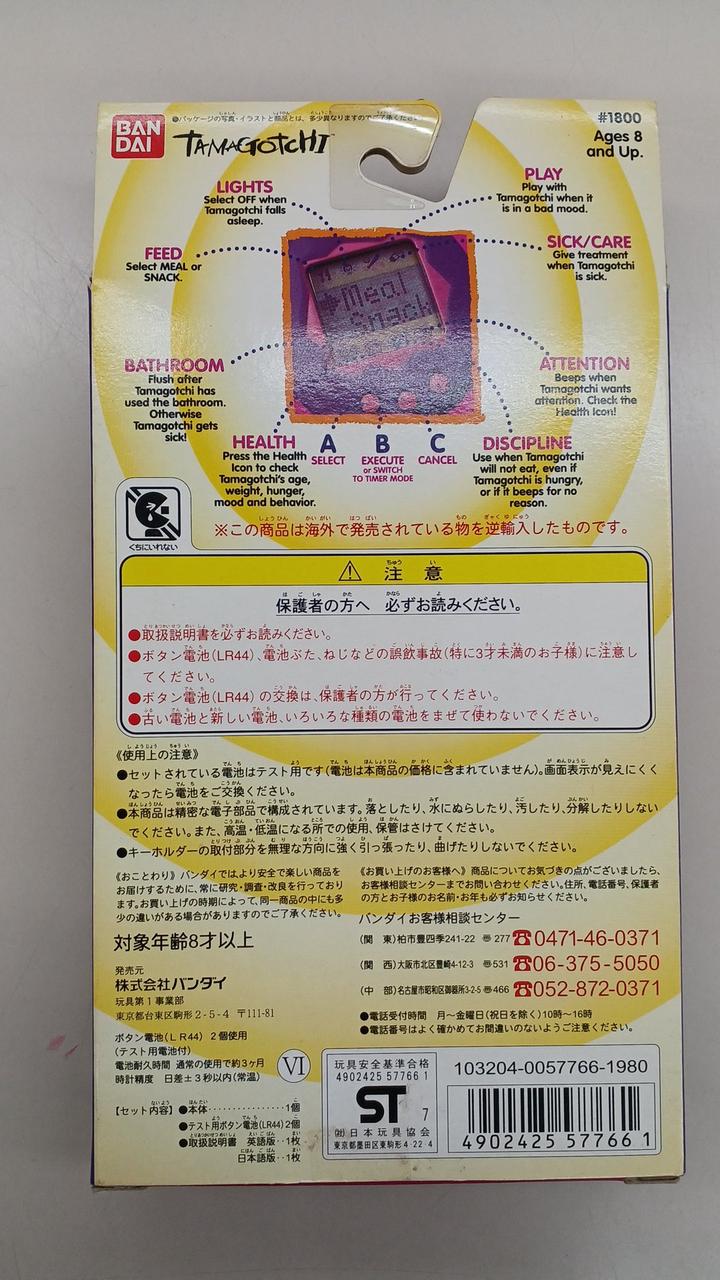 BAN
DAI
※パッケージの写真・イラストと商品とは、多少異なりますのでご了承ください。
TAMAGOTCHI
#1800
Ages 8
and Up.
LIGHTS
Select OFF when
Tamagotchi falls
asleep.
PLAY
Play with
Tamagotchi when it
is in a bad mood.
FEED
Select MEAL or
SNACK.
SICK/CARE
Give treatment
when Tamagotchi
is sick.
Meal
Snack
BATHROOM
Flush after
Tamagotchi has
used the bathroom.
Otherwise
Tamagotchi gets
sick!
ATTENTION
Beeps when
Tamagotchi wants
attention. Check the
Health Icon!
HEALTH
Press the Health
Icon to check
Tamagotchi's age,
weight, hunger,
mood and behavior.
A
SELECT
B
EXECUTE
or SWITCH
TO TIMER MODE
C
CANCEL
DISCIPLINE
Use when Tamagotchi
will not eat, even if
Tamagotchi is hungry,
or if it beeps for no
reason.
くちにいれない
※この商品は海外で発売されている物を逆輸入したものです。
注意
保護者の方へ 必ずお読みください。
●取扱説明書を必ずお読みください。
●ボタン電池(LR44)、電池ぶた、ねじなどの誤飲事故(特に3才未満のお子様)に注意し
てください。
●ボタン電池(LR44)の交換は、保護者の方が行ってください。
●古い電池と新しい電池、いろいろな種類の電池をまぜて使わないでください。
《使用上の注意》
●セットされている電池はテスト用です(電池は本商品の価格に含まれていません)。画面表示が見えにくく
なったら電池をご交換ください。
●本商品は精密な電子部品で構成されています。落としたり、水にぬらしたり、汚したり、分解したりしない
でください。また、高温・低温になる所での使用、保管はさけてください。
●キーホルダーの取付部分を無理な方向に強く引っ張ったり、曲げたりしないでください。
《おことわり》バンダイでは、より安全で楽しい商品を
お届けするために、常に研究・調査・改良を行っており
ます。お買い上げの時期によって、同一商品の中にも多
少の違いがある場合がありますのでご了承ください。
《お買い上げのお客様へ》商品についてお気づきの点がございましたら、
お客様相談センターまでお問い合わせください。住所、電話番号、保護者
の方とお子様のお名前・お年も必ずお知らせください。
バンダイお客様相談センター
(関 東)柏市豊四季241-22 〠277 ☎0471-46-0371
(関 西)大阪市北区豊崎4-12-3 〠531 ☎06-375-5050
(中 部)名古屋市昭和区御器所3-2-5 〠466 ☎052-872-0371
●電話受付時間 月〜金曜日(祝日を除く)10時〜16時
●電話番号はよく確かめてお間違いのないようご注意ください。
対象年齢8才以上
発売元
株式会社バンダイ
玩具第1事業部
東京都台東区駒形2-5-4 〒111-81
ボタン電池(LR44)2個使用
(テスト用電池付)
電池耐久時間 通常の使用で約3ヶ月
時計精度 日差±3秒以内(常温)
VI
【セット内容】●本体・・・・・・・・・・・・1個
●テスト用ボタン電池(LR44)2個
●取扱説明書 英語版・・1枚
日本語版・・1枚
玩具安全基準合格
4902425 57766 1
ST 7
(社)日本玩具協会
東京都墨田区東駒形4-22-4
103204-0057766-1980
4902425 577661